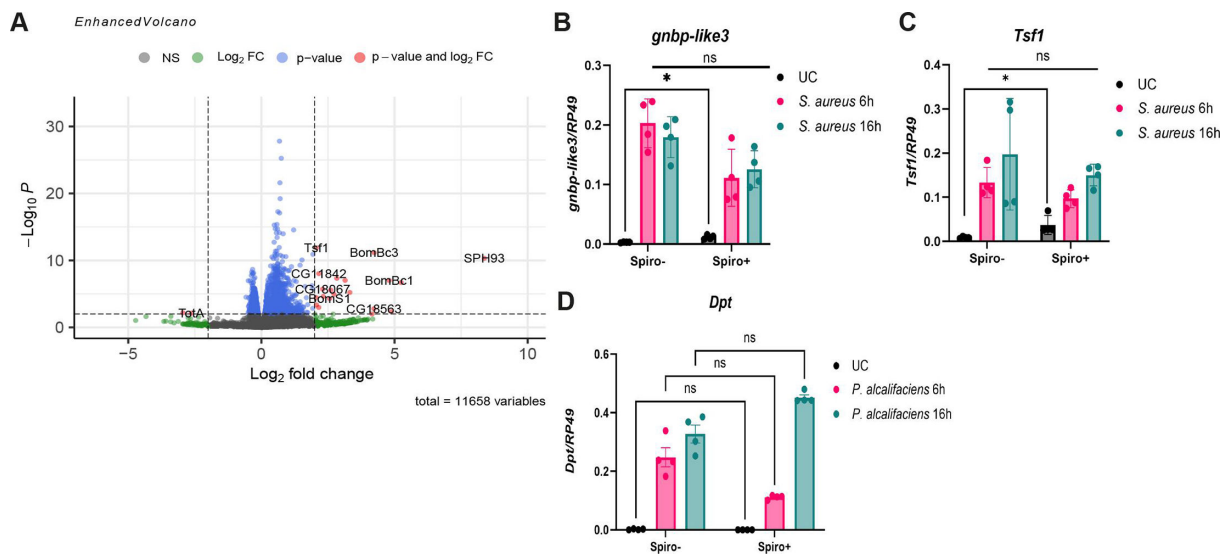 A
EnhancedVolcano
NS
Log2 FC
p−value
p − value and log2 FC
−Log10 P
30
20
10
0
Tsf1
BomBc3
SPH93
CG11842
BomBc1
CG18067
BomS1
CG18563
TotA
−5
0
5
10
Log2 fold change
total = 11658 variables
B
gnbp-like3
ns
*
UC
S. aureus 6h
S. aureus 16h
gnbp-like3/RP49
0.3
0.2
0.1
0.0
Spiro-
Spiro+
C
Tsf1
ns
*
UC
S. aureus 6h
S. aureus 16h
Tsf1/RP49
0.4
0.3
0.2
0.1
0.0
Spiro-
Spiro+
D
Dpt
ns
ns
ns
UC
P. alcalifaciens 6h
P. alcalifaciens 16h
Dpt/RP49
0.6
0.4
0.2
0.0
Spiro-
Spiro+